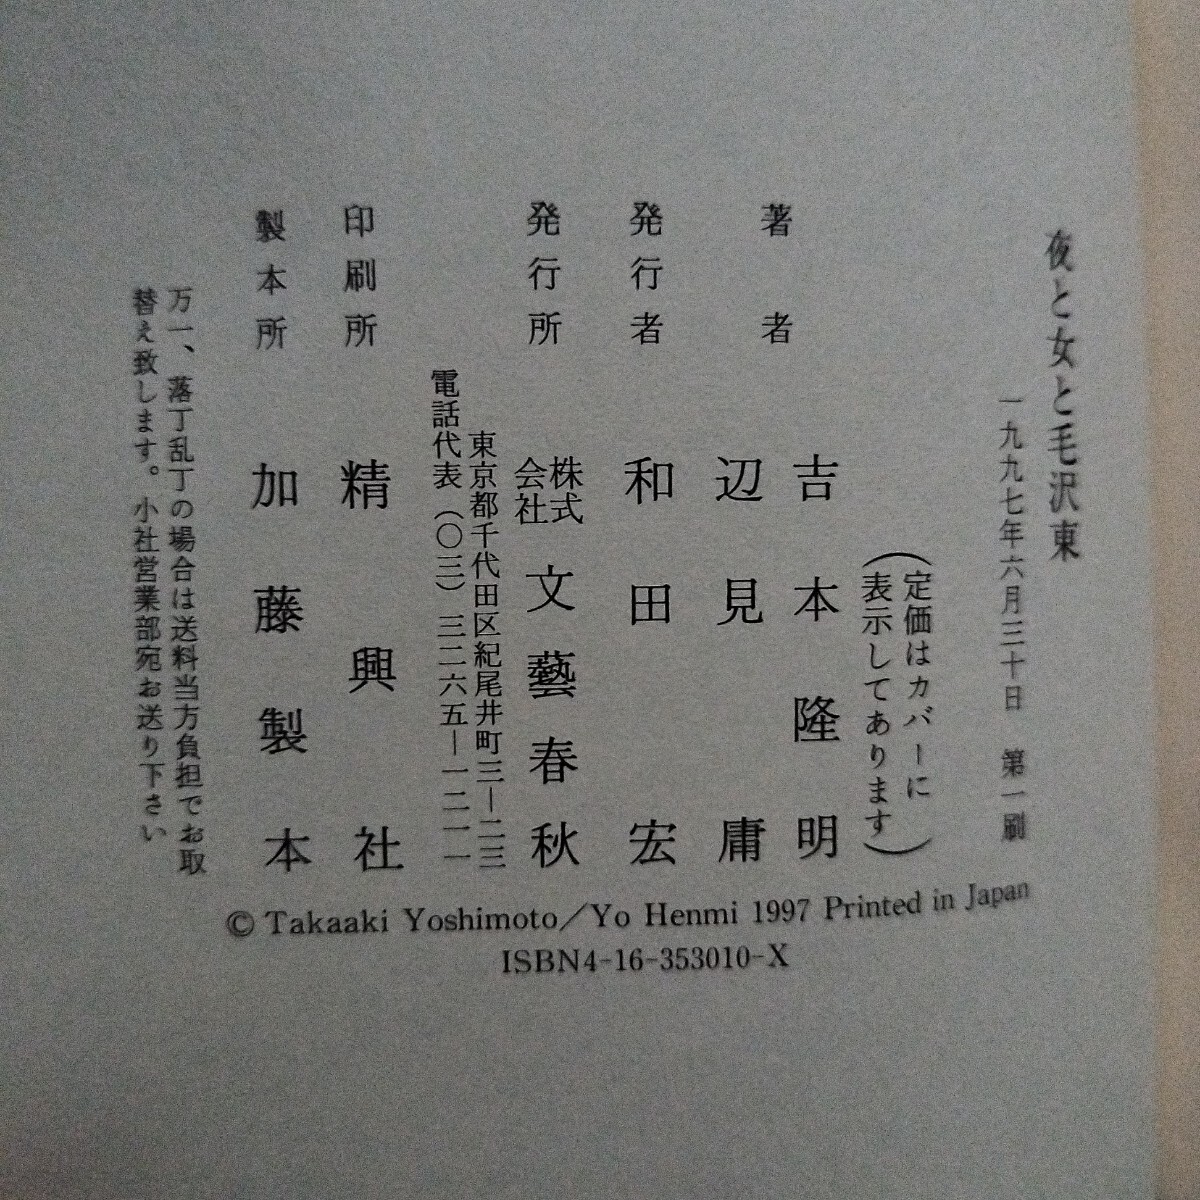 夜と女と毛沢東
一九九七年六月三十日 第一刷
(定価はカバーに
表示してあります)
著者 吉本隆明
辺見庸
発行者 和田宏
発行所 株式会社 文藝春秋
東京都千代田区紀尾井町三―二三
電話代表(〇三)三二六五―一二一一
印刷所 精興社
製本所 加藤製本
万一、落丁乱丁の場合は送料当方負担でお取
替え致します。小社営業部宛お送り下さい
© Takaaki Yoshimoto/Yo Henmi 1997 Printed in Japan
ISBN4-16-353010-X